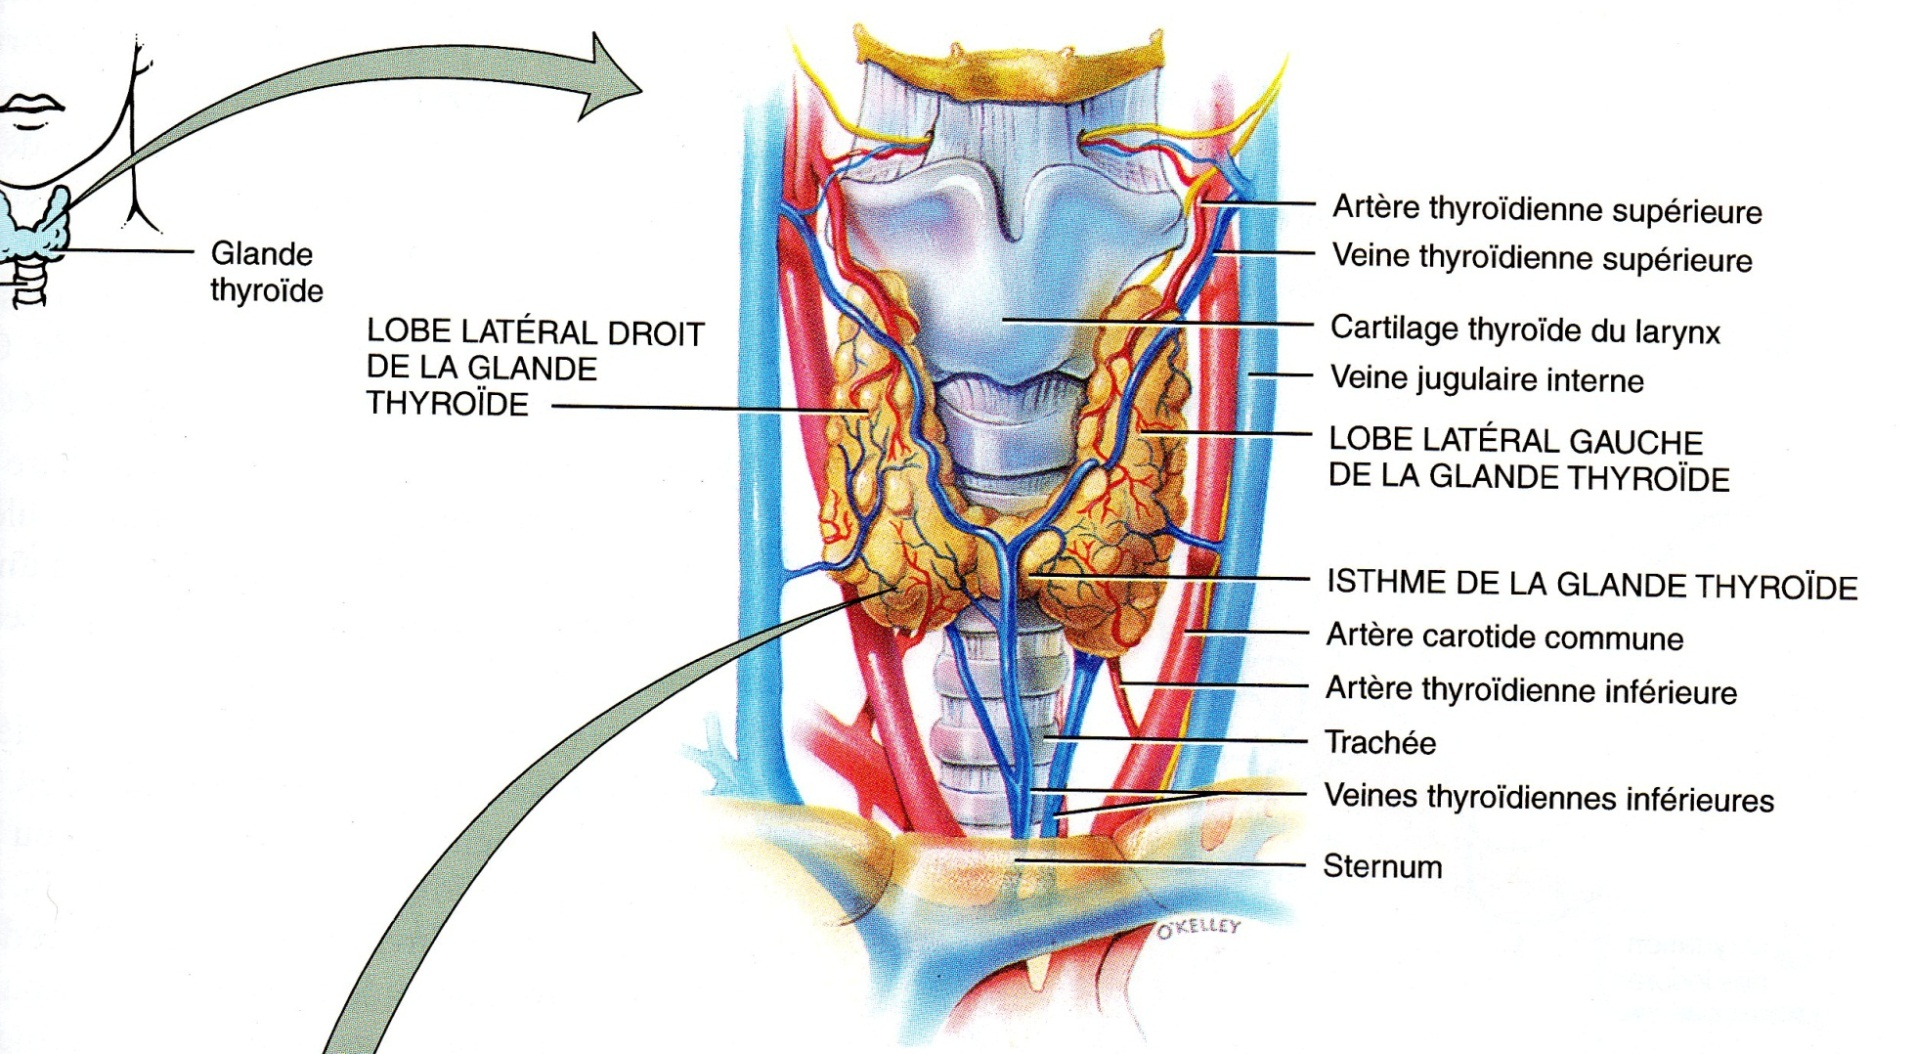 Glande
thyroïde
LOBE LATÉRAL DROIT
DE LA GLANDE
THYROÏDE
Artère thyroïdienne supérieure
Veine thyroïdienne supérieure
Cartilage thyroïde du larynx
Veine jugulaire interne
LOBE LATÉRAL GAUCHE
DE LA GLANDE THYROÏDE
ISTHME DE LA GLANDE THYROÏDE
Artère carotide commune
Artère thyroïdienne inférieure
Trachée
Veines thyroïdiennes inférieures
Sternum
O'KELLEY